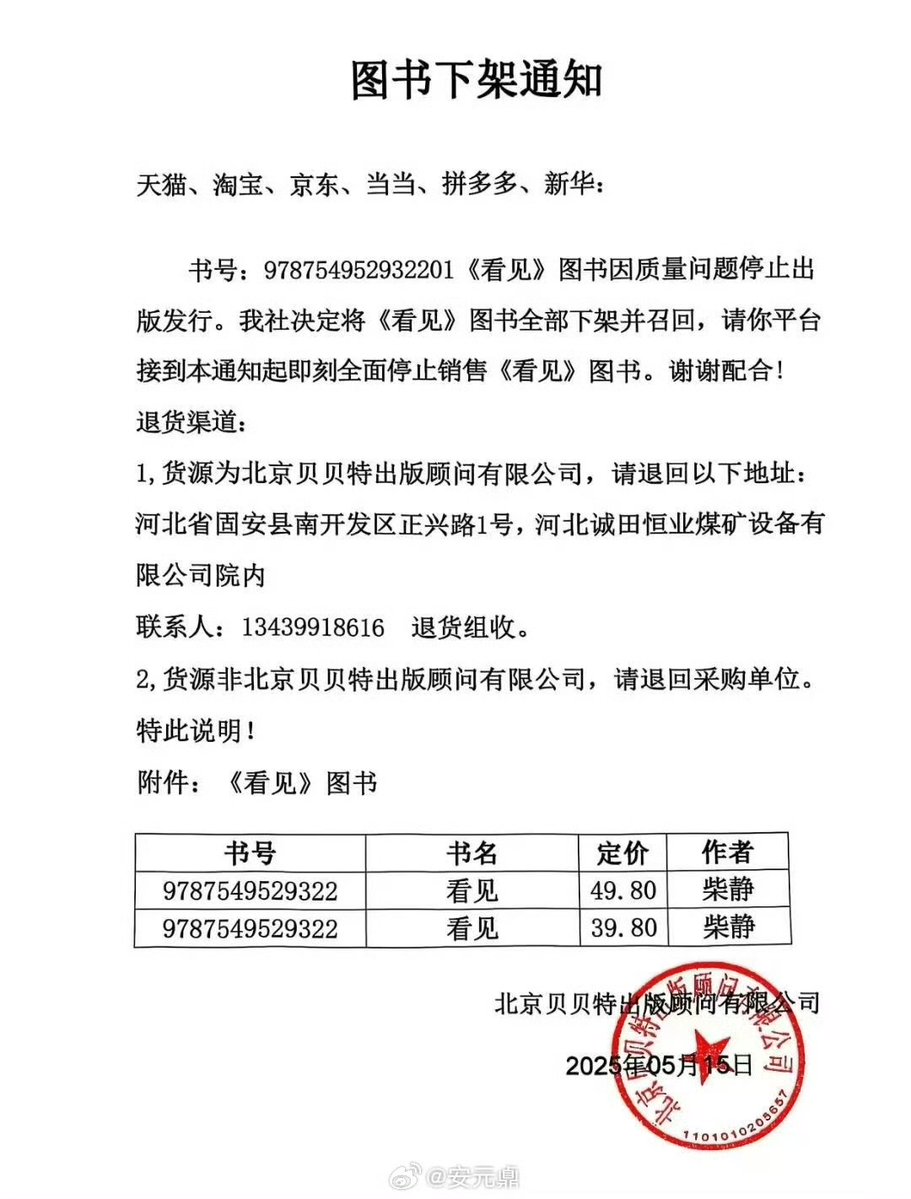 图书下架通知
天猫、淘宝、京东、当当、拼多多、新华：
书号：978754952932201《看见》图书因质量问题停止出
版发行。我社决定将《看见》图书全部下架并召回，请你平台
接到本通知起即刻全面停止销售《看见》图书。谢谢配合！
退货渠道：
1,货源为北京贝贝特出版顾问有限公司，请退回以下地址：
河北省固安县南开发区正兴路1号，河北诚田恒业煤矿设备有
限公司院内
联系人：13439918616 退货组收。
2,货源非北京贝贝特出版顾问有限公司，请退回采购单位。
特此说明！
附件：《看见》图书
书号 书名 定价 作者
9787549529322 看见 49.80 柴静
9787549529322 看见 39.80 柴静
北京贝贝特出版顾问有限公司
2025年05月15日
北京贝贝特出版顾问有限公司
1101010205657
@安元鼎